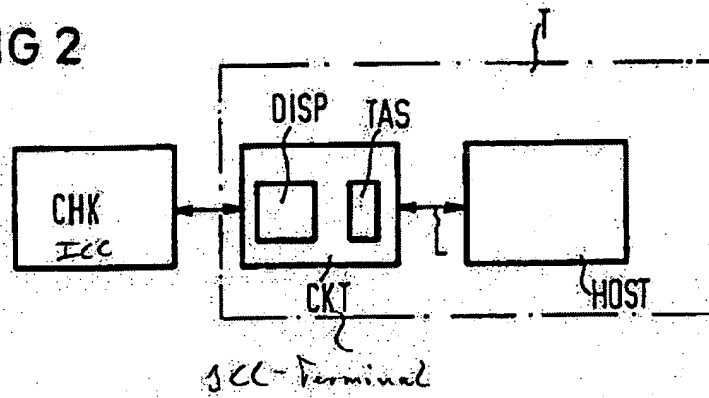 IG 2
T
DISP TAS
CHK
ICC
CKT
L
HOST
ICC-Terminal